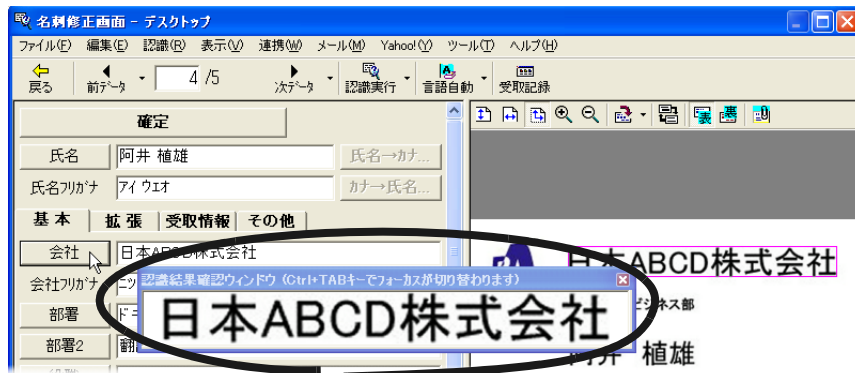 名刺修正画面 - デスクトップ
ファイル(F) 編集(E) 認識(R) 表示(V) 連携(W) メール(M) Yahoo!(Y) ツール(T) ヘルプ(H)
戻る 前ﾃﾞｰﾀ 4 /5 次ﾃﾞｰﾀ 認識実行 言語自動 受取記録
確定
氏名 阿井 植雄 氏名→ｶﾅ...
氏名ﾌﾘｶﾞﾅ アイ ウエオ ｶﾅ→氏名...
基本 拡張 受取情報 その他
会社 日本ABCD株式会社
日本ABCD株式会社
会社ﾌﾘｶﾞﾅ ニッ
認識結果確認ウィンドウ (Ctrl+TABキーでフォーカスが切り替わります)
日本ABCD株式会社
部署 ド
ビジネス部
部署2 翻
阿井 植雄